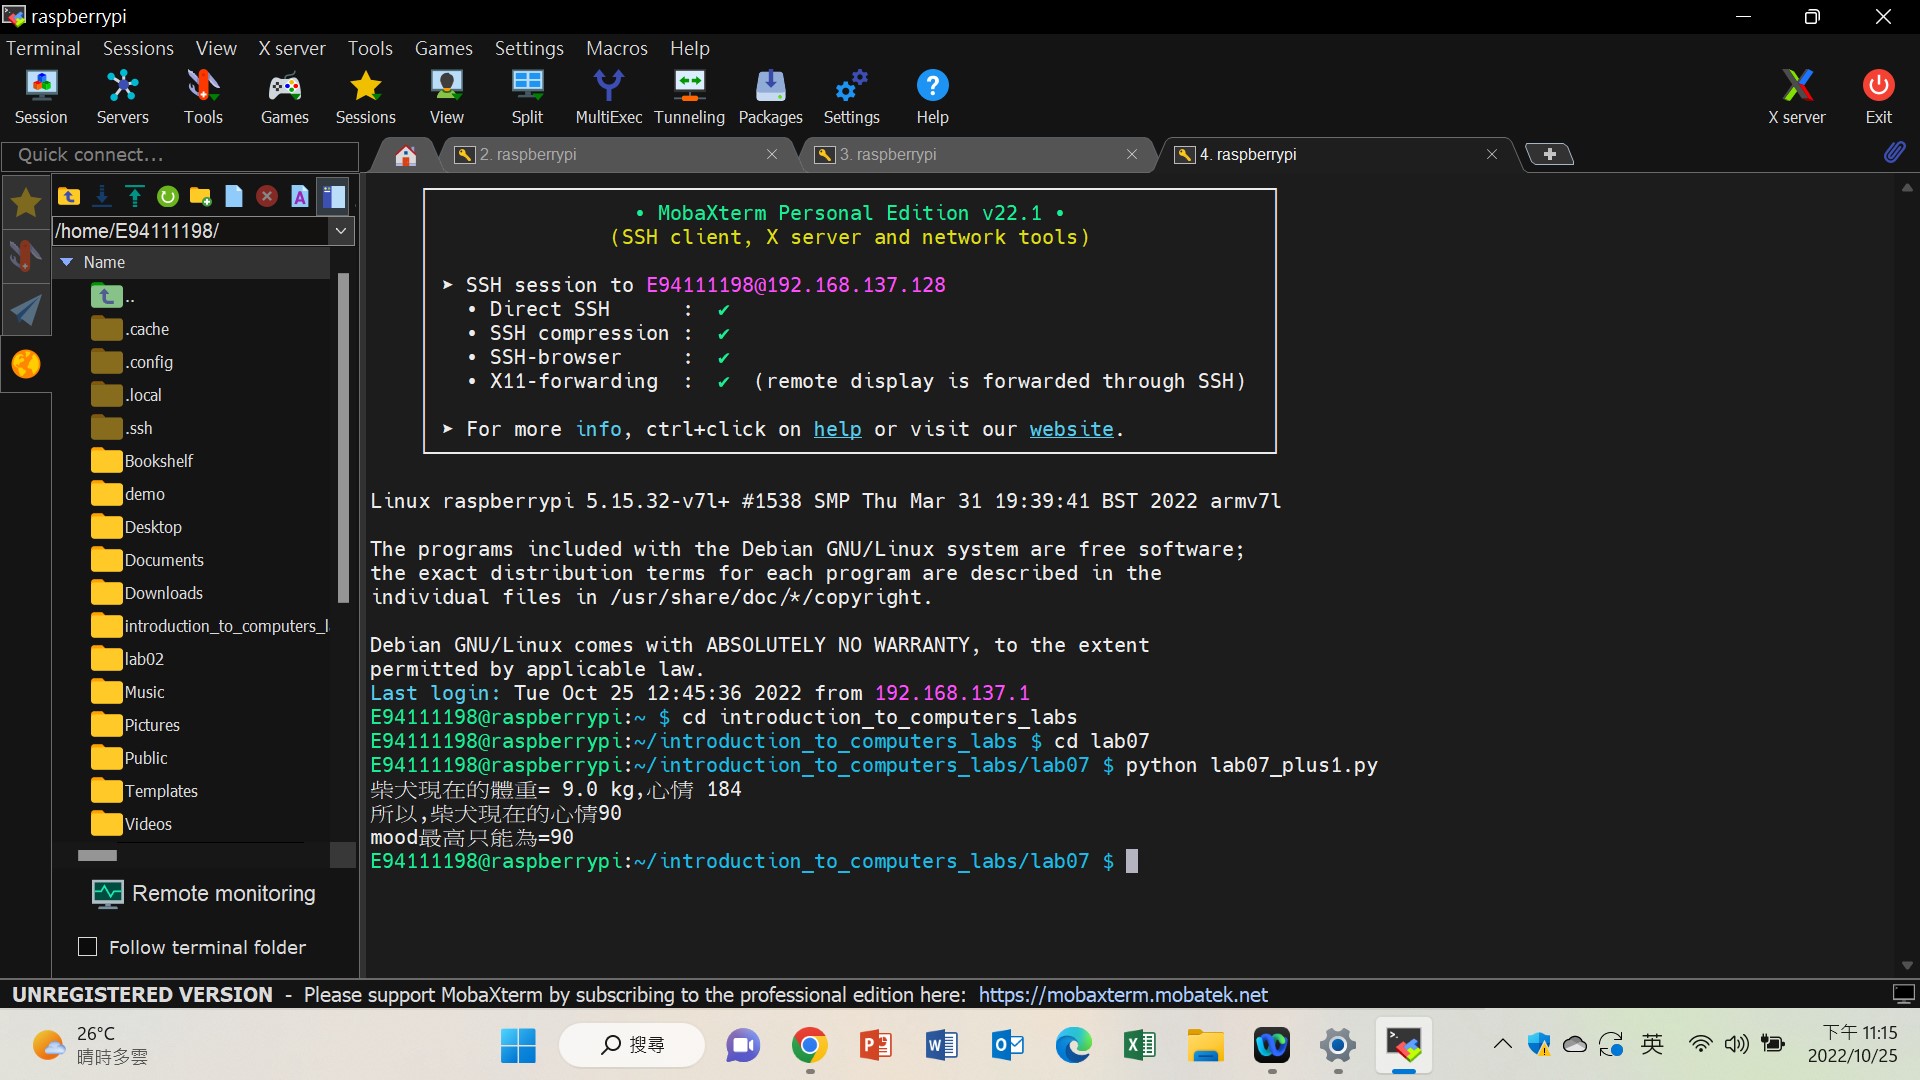 raspberrypi
Terminal Sessions View X server Tools Games Settings Macros Help
Session Servers Tools Games Sessions View Split MultiExec Tunneling Packages Settings Help X server Exit
Quick connect...
2. raspberrypi
3. raspberrypi
4. raspberrypi
/home/E94111198/
Name
..
.cache
.config
.local
.ssh
Bookshelf
demo
Desktop
Documents
Downloads
introduction_to_computers_l
lab02
Music
Pictures
Public
Templates
Videos
Remote monitoring
Follow terminal folder
• MobaXterm Personal Edition v22.1 •
(SSH client, X server and network tools)
➤ SSH session to E94111198@192.168.137.128
• Direct SSH : ✔
• SSH compression : ✔
• SSH-browser : ✔
• X11-forwarding : ✔ (remote display is forwarded through SSH)
➤ For more info, ctrl+click on help or visit our website.
Linux raspberrypi 5.15.32-v7l+ #1538 SMP Thu Mar 31 19:39:41 BST 2022 armv7l
The programs included with the Debian GNU/Linux system are free software;
the exact distribution terms for each program are described in the
individual files in /usr/share/doc/*/copyright.
Debian GNU/Linux comes with ABSOLUTELY NO WARRANTY, to the extent
permitted by applicable law.
Last login: Tue Oct 25 12:45:36 2022 from 192.168.137.1
E94111198@raspberrypi:~ $ cd introduction_to_computers_labs
E94111198@raspberrypi:~/introduction_to_computers_labs $ cd lab07
E94111198@raspberrypi:~/introduction_to_computers_labs/lab07 $ python lab07_plus1.py
柴犬現在的體重= 9.0 kg,心情 184
所以,柴犬現在的心情90
mood最高只能為=90
E94111198@raspberrypi:~/introduction_to_computers_labs/lab07 $
UNREGISTERED VERSION - Please support MobaXterm by subscribing to the professional edition here: https://mobaxterm.mobatek.net
26°C
晴時多雲
搜尋
英
下午 11:15
2022/10/25